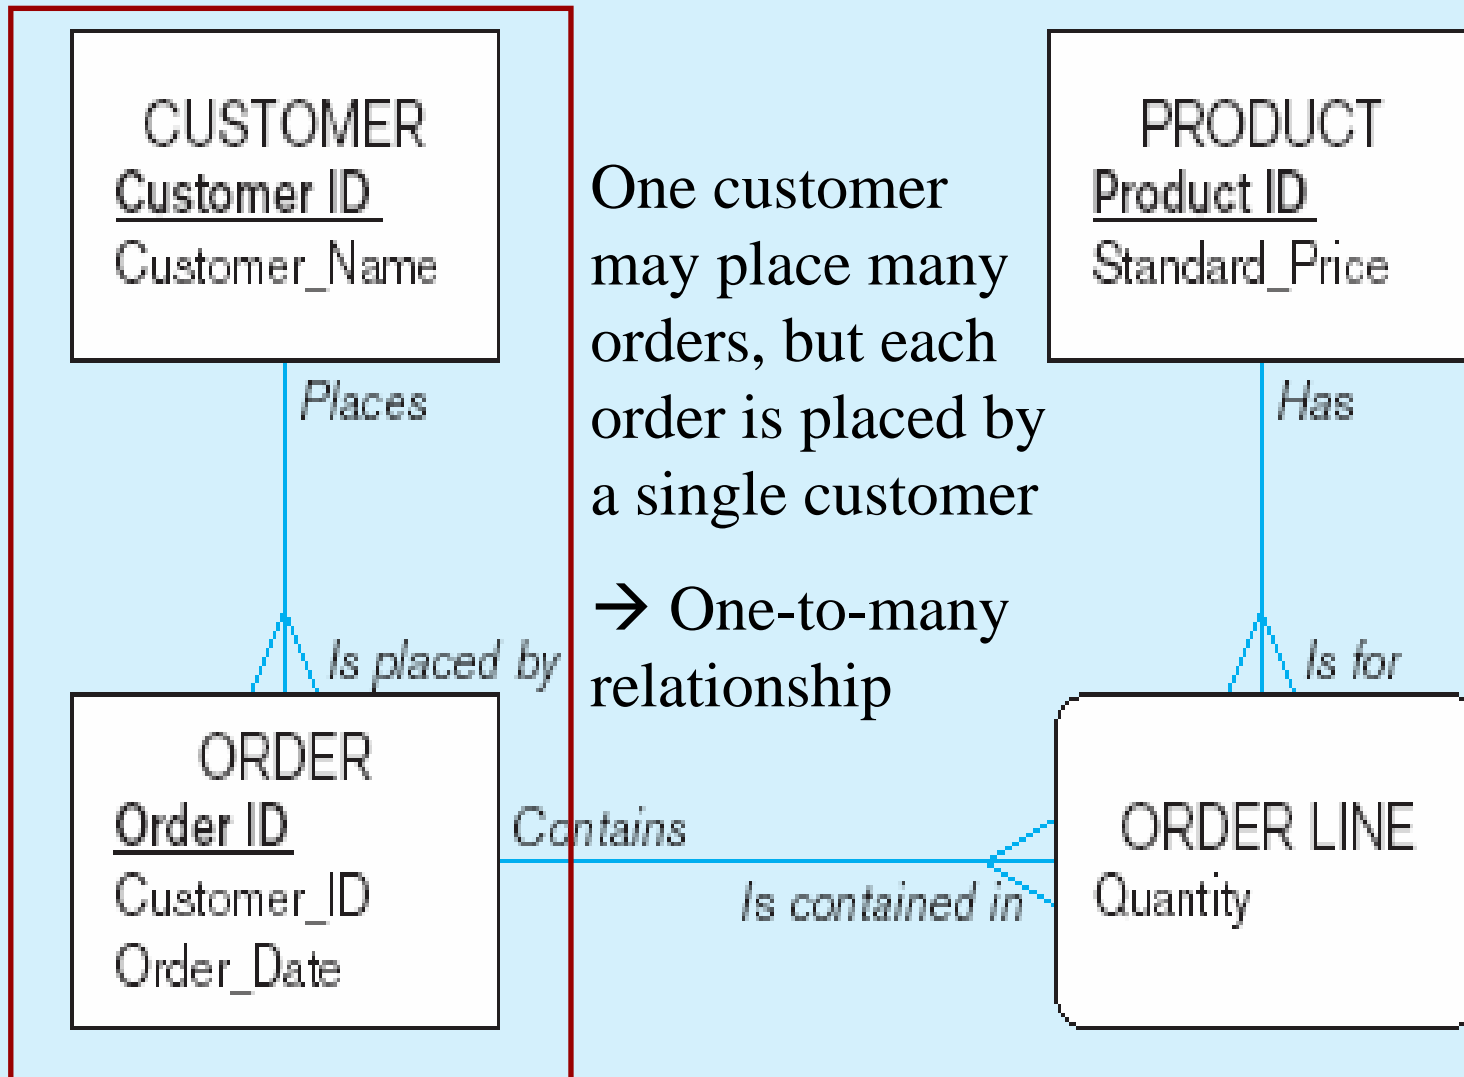 CUSTOMER
Customer ID
Customer_Name
Places
Is placed by
ORDER
Order ID
Customer_ID
Order_Date
One customer
may place many
orders, but each
order is placed by
a single customer
→ One-to-many
relationship
Contains
Is contained in
PRODUCT
Product ID
Standard_Price
Has
Is for
ORDER LINE
Quantity